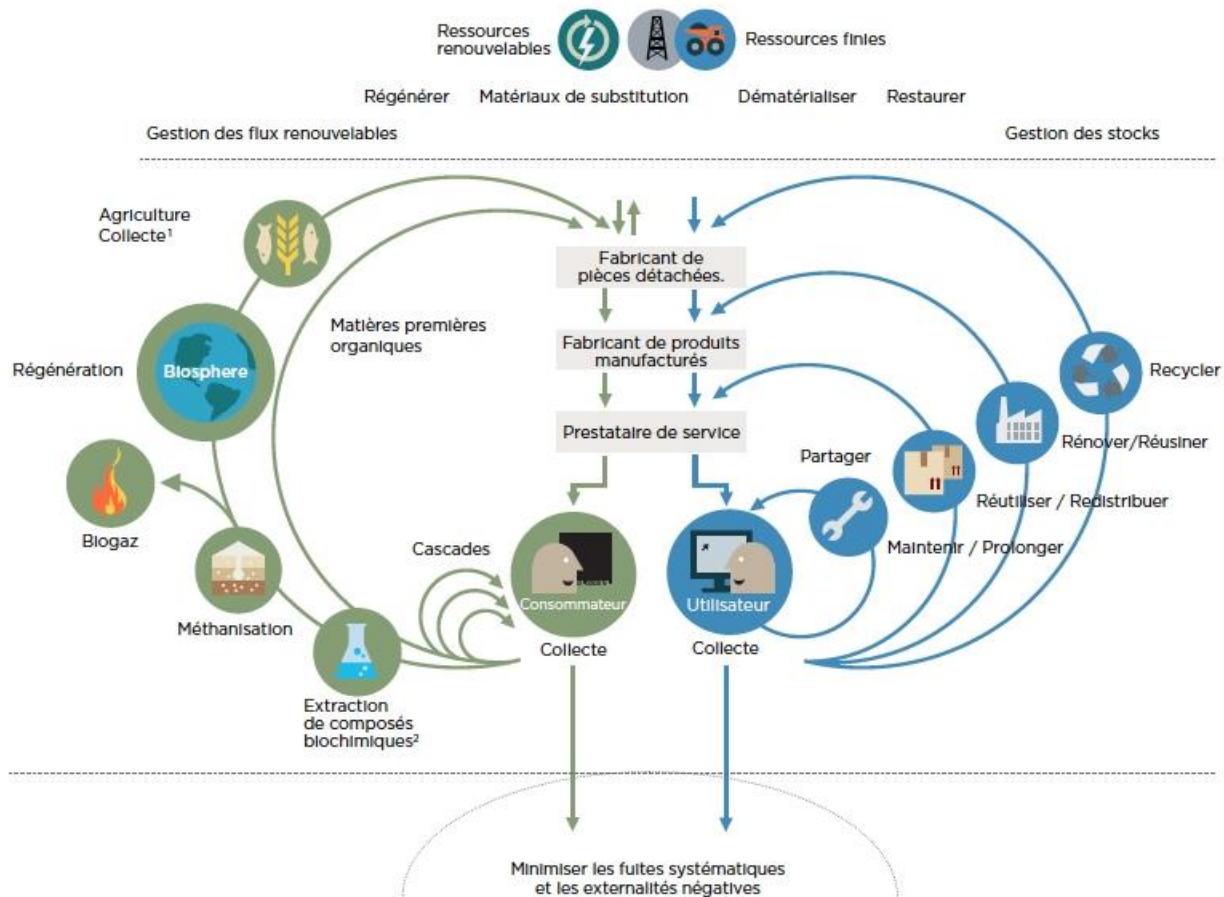 Ressources
renouvelables
Ressources finies
Régénérer
Matériaux de substitution
Dématérialiser
Restaurer
Gestion des flux renouvelables
Gestion des stocks
Agriculture
Collecte¹
Fabricant de
pièces détachées.
Matières premières
organiques
Fabricant de produits
manufacturés
Régénération
Biosphere
Recycler
Prestataire de service
Rénover/Réusiner
Partager
Réutiliser / Redistribuer
Biogaz
Cascades
Maintenir / Prolonger
Consommateur
Utilisateur
Méthanisation
Collecte
Collecte
Extraction
de composés
biochimiques²
Minimiser les fuites systématiques
et les externalités négatives